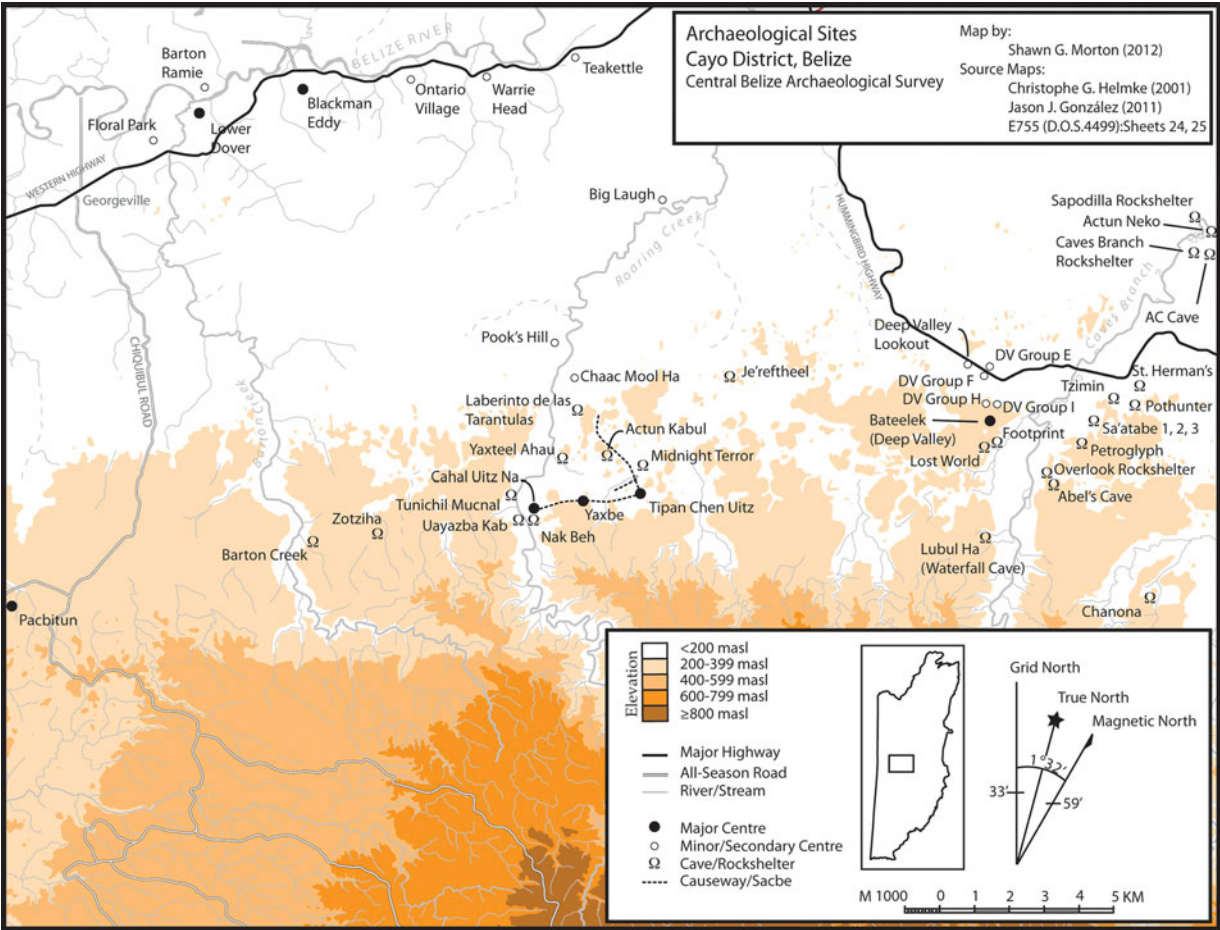 Archaeological Sites
Cayo District, Belize
Central Belize Archaeological Survey
Map by:
Shawn G. Morton (2012)
Source Maps:
Christophe G. Helmke (2001)
Jason J. González (2011)
E755 (D.O.S.4499):Sheets 24, 25
BELIZE RIVER
Barton
Ramie
Teakettle
Blackman
Eddy
Ontario
Village
Warrie
Head
Floral Park
Lower
Dover
WESTERN HIGHWAY
Georgeville
Big Laugh
Roaring Creek
HUMMINGBIRD HIGHWAY
Sapodilla Rockshelter
Actun Neko
Caves Branch
Rockshelter
AC Cave
Caves Branch
CHIQUIBUL ROAD
Barton Creek
Pook's Hill
Deep Valley
Lookout
DV Group E
DV Group F
DV Group H
DV Group I
Tzimin
St. Herman's
Pothunter
Chaac Mool Ha
Je'reftheel
Laberinto de las
Tarantulas
Actun Kabul
Bateelek
(Deep Valley)
Footprint
Sa'atabe 1, 2, 3
Petroglyph
Lost World
Overlook Rockshelter
Abel's Cave
Yaxteel Ahau
Midnight Terror
Cahal Uitz Na
Tunichil Mucnal
Uayazba Kab
Yaxbe
Tipan Chen Uitz
Nak Beh
Zotziha
Barton Creek
Lubul Ha
(Waterfall Cave)
Chanona
Pacbitun
Elevation
<200 masl
200-399 masl
400-599 masl
600-799 masl
≥800 masl
Major Highway
All-Season Road
River/Stream
Major Centre
Minor/Secondary Centre
Cave/Rockshelter
Causeway/Sacbe
Grid North
True North
Magnetic North
1°32'
33'
59'
M 1000 0 1 2 3 4 5 KM